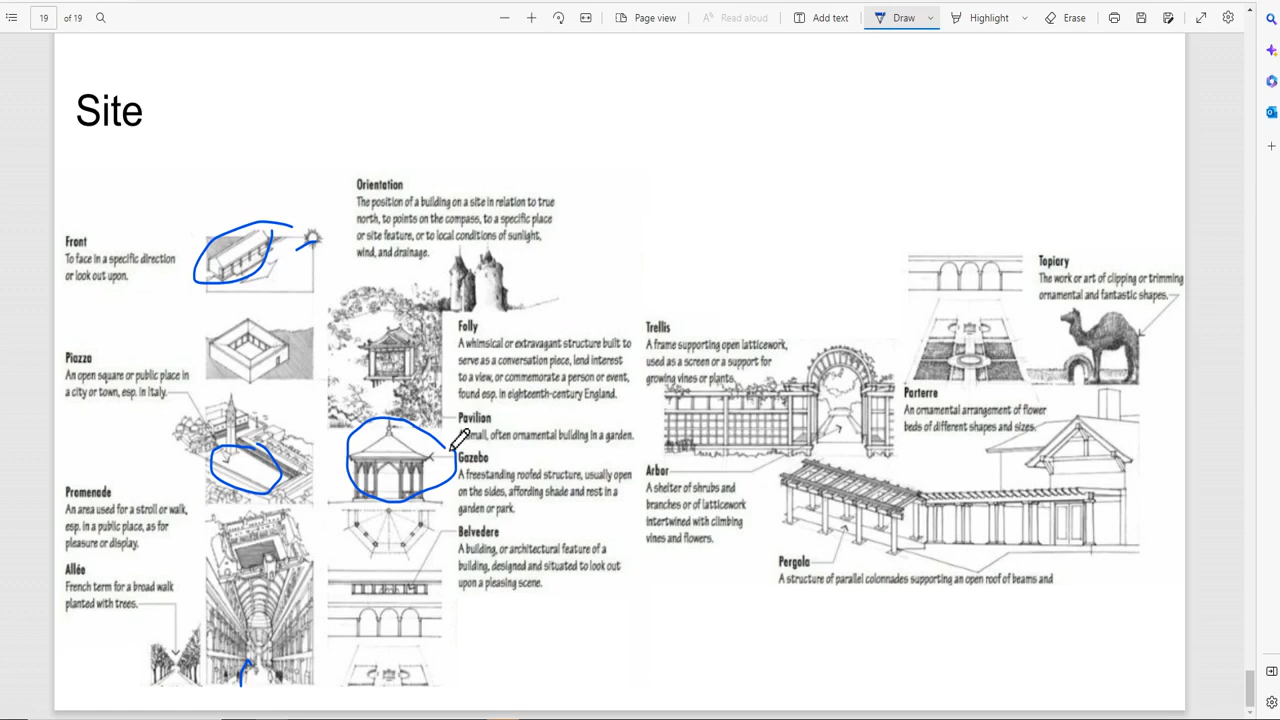 19
of 19
Page view
Read aloud
Add text
Draw
Highlight
Erase
Site
Orientation
The position of a building on a site in relation to true
north, to points on the compass, to a specific place
or site feature, or to local conditions of sunlight,
wind, and drainage.
Front
To face in a specific direction
or look out upon.
Piazza
An open square or public place in
a city or town, esp. in Italy.
Promenade
An area used for a stroll or walk,
esp. in a public place, as for
pleasure or display.
Allée
French term for a broad walk
planted with trees.
Folly
A whimsical or extravagant structure built to
serve as a conversation piece, lend interest
to a view, or commemorate a person or event,
found esp. in eighteenth-century England.
Pavilion
small, often ornamental building in a garden.
Gazebo
A freestanding roofed structure, usually open
on the sides, affording shade and rest in a
garden or park.
Belvedere
A building, or architectural feature of a
building, designed and situated to look out
upon a pleasing scene.
Trellis
A frame supporting open latticework,
used as a screen or a support for
growing vines or plants.
Arbor
A shelter of shrubs and
branches or of latticework
intertwined with climbing
vines and flowers.
Topiary
The work or art of clipping or trimming
ornamental and fantastic shapes.
Parterre
An ornamental arrangement of flower
beds of different shapes and sizes.
Pergola
A structure of parallel colonnades supporting an open roof of beams and